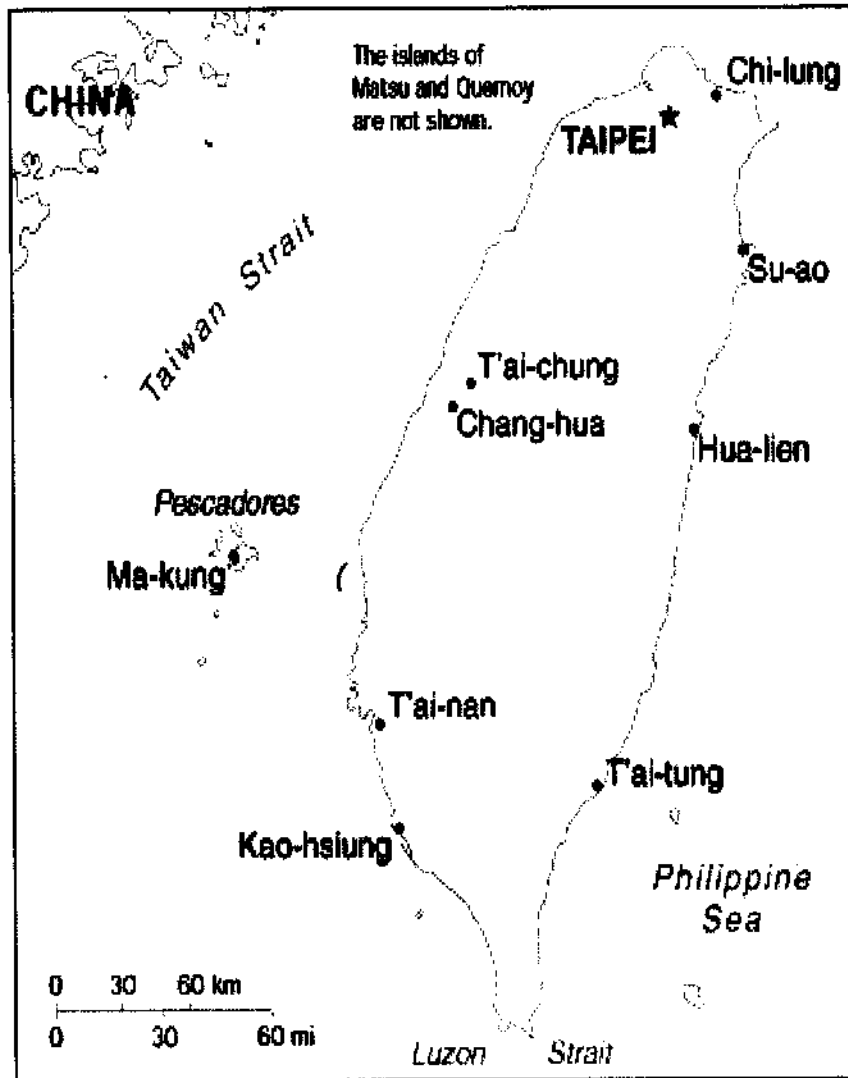 The islands of
Matsu and Quemoy
are not shown.
CHINA
Chi-lung
TAIPEI
Su-ao
Taiwan Strait
T'ai-chung
Chang-hua
Hua-lien
Pescadores
Ma-kung
T'ai-nan
T'ai-tung
Kao-hsiung
Philippine
Sea
0 30 60 km
0 30 60 mi
Luzon Strait